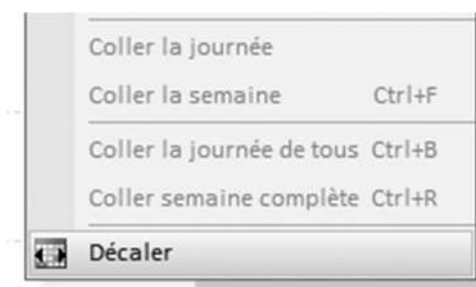 Coller la journée
Coller la semaine Ctrl+F
Coller la journée de tous Ctrl+B
Coller semaine complète Ctrl+R
Décaler